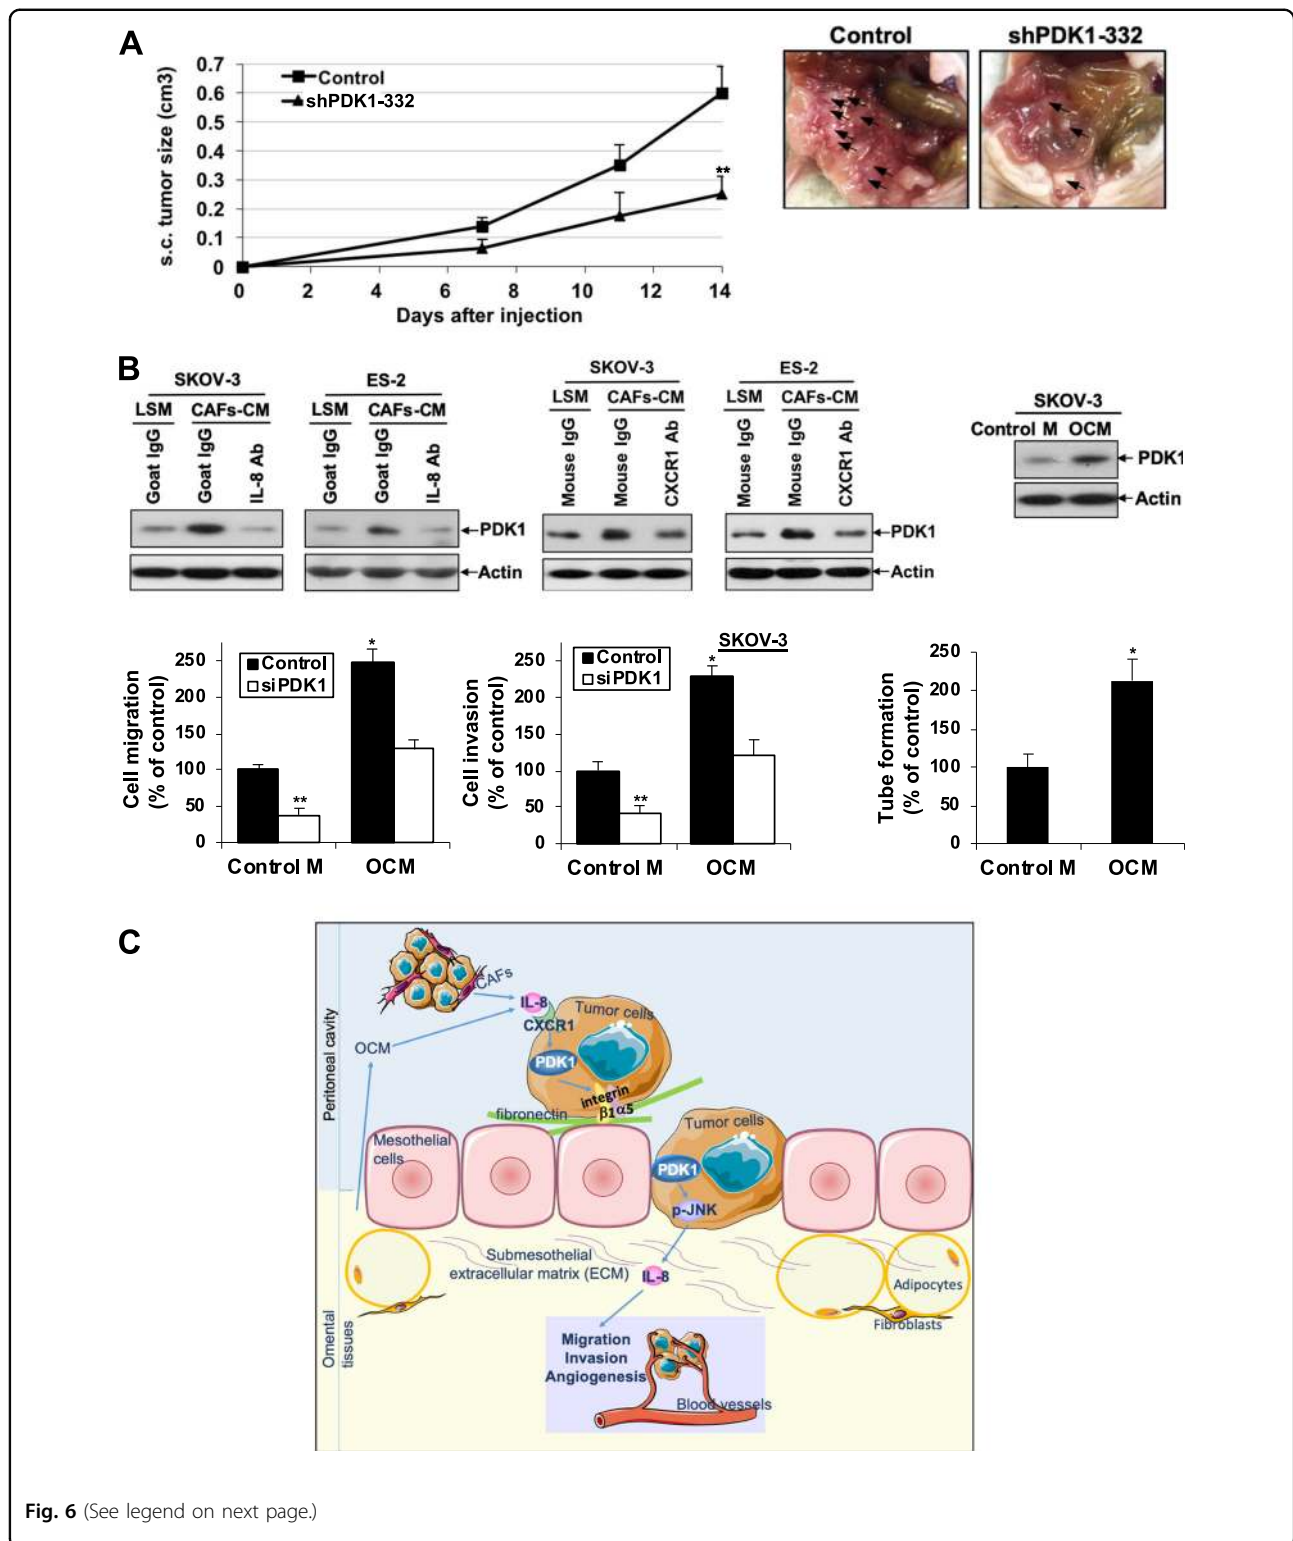 A
Control
shPDK1-332
0.7
0.6
0.5
0.4
0.3
0.2
0.1
0
s.c. tumor size (cm3)
Control
shPDK1-332
**
0 2 4 6 8 10 12 14
Days after injection
B
SKOV-3
LSM CAFs-CM
Goat IgG
Goat IgG
IL-8 Ab
ES-2
LSM CAFs-CM
Goat IgG
Goat IgG
IL-8 Ab
PDK1
Actin
SKOV-3
LSM CAFs-CM
Mouse IgG
Mouse IgG
CXCR1 Ab
ES-2
LSM CAFs-CM
Mouse IgG
Mouse IgG
CXCR1 Ab
PDK1
Actin
SKOV-3
Control M OCM
PDK1
Actin
Cell migration
(% of control)
250
200
150
100
50
0
Control
siPDK1
**
*
Control M OCM
Cell invasion
(% of control)
250
200
150
100
50
0
Control
siPDK1
SKOV-3
**
*
Control M OCM
Tube formation
(% of control)
250
200
150
100
50
0
*
Control M OCM
C
Peritoneal cavity
Omental
tissues
CAFs
IL-8
CXCR1
Tumor cells
OCM
PDK1
integrin
β1 α5
fibronectin
Mesothelial
cells
Tumor cells
PDK1
p-JNK
Submesothelial
extracellular matrix (ECM)
IL-8
Adipocytes
Fibroblasts
Migration
Invasion
Angiogenesis
Blood vessels
Fig. 6 (See legend on next page.)